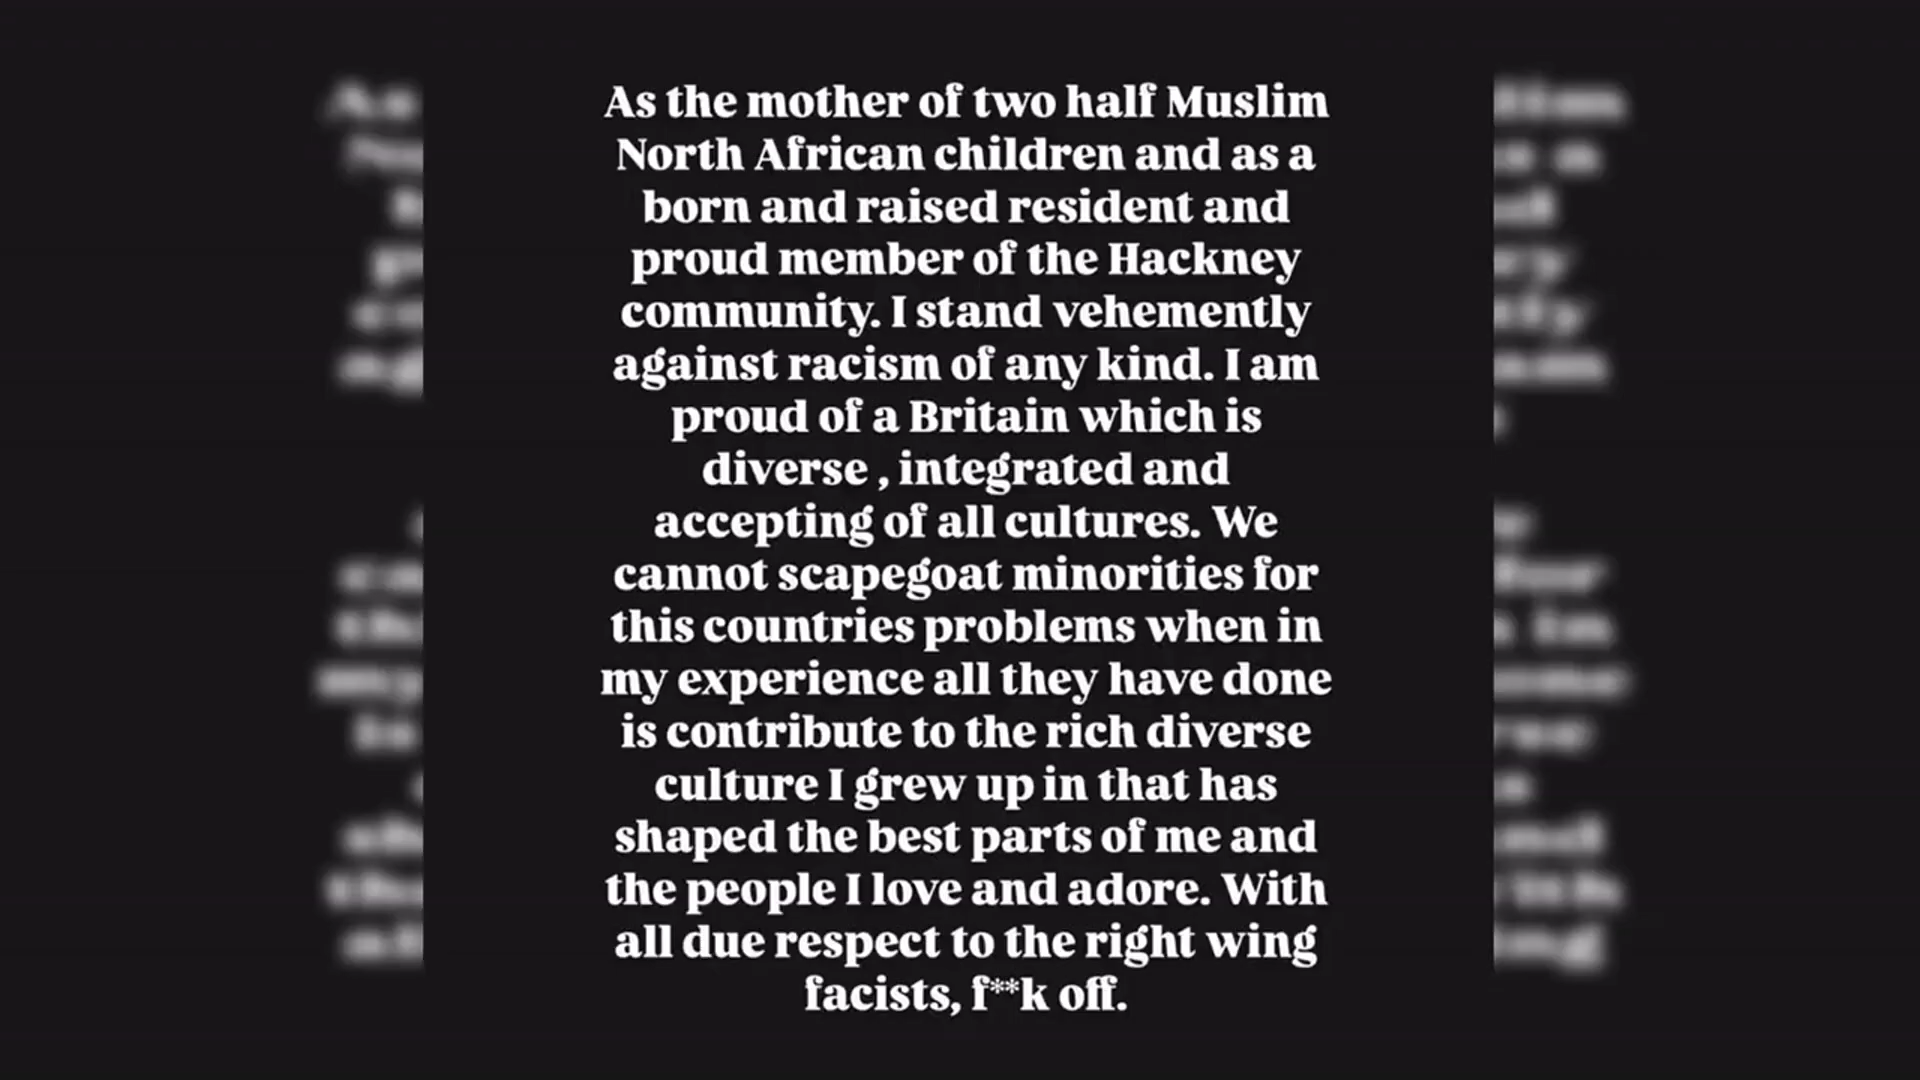 As the mother of two half Muslim
North African children and as a
born and raised resident and
proud member of the Hackney
community. I stand vehemently
against racism of any kind. I am
proud of a Britain which is
diverse , integrated and
accepting of all cultures. We
cannot scapegoat minorities for
this countries problems when in
my experience all they have done
is contribute to the rich diverse
culture I grew up in that has
shaped the best parts of me and
the people I love and adore. With
all due respect to the right wing
facists, f**k off.